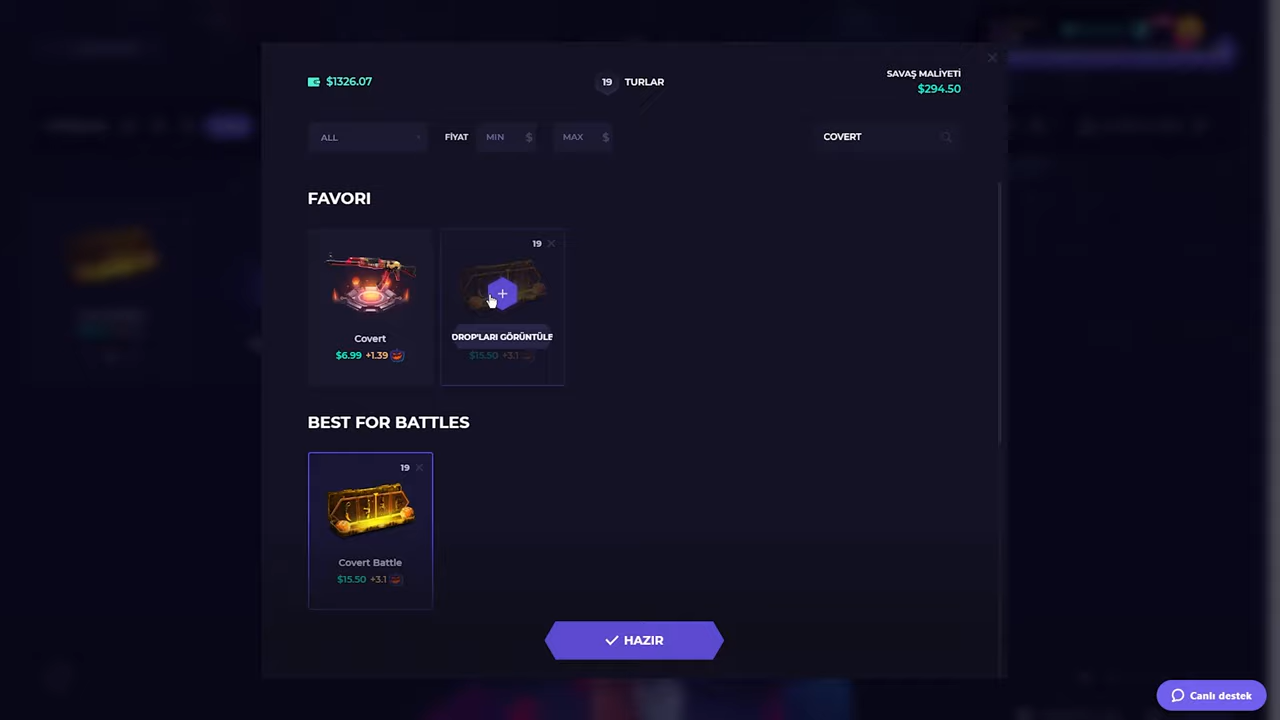 $1326.07
19 TURLAR
SAVAŞ MALİYETİ
$294.50
ALL
FİYAT
MIN $
MAX $
COVERT
FAVORI
Covert
$6.99 +1.39
19
DROP'LARI GÖRÜNTÜLE
$15.50 +3.1
BEST FOR BATTLES
19
Covert Battle
$15.50 +3.1
HAZIR
Canlı destek